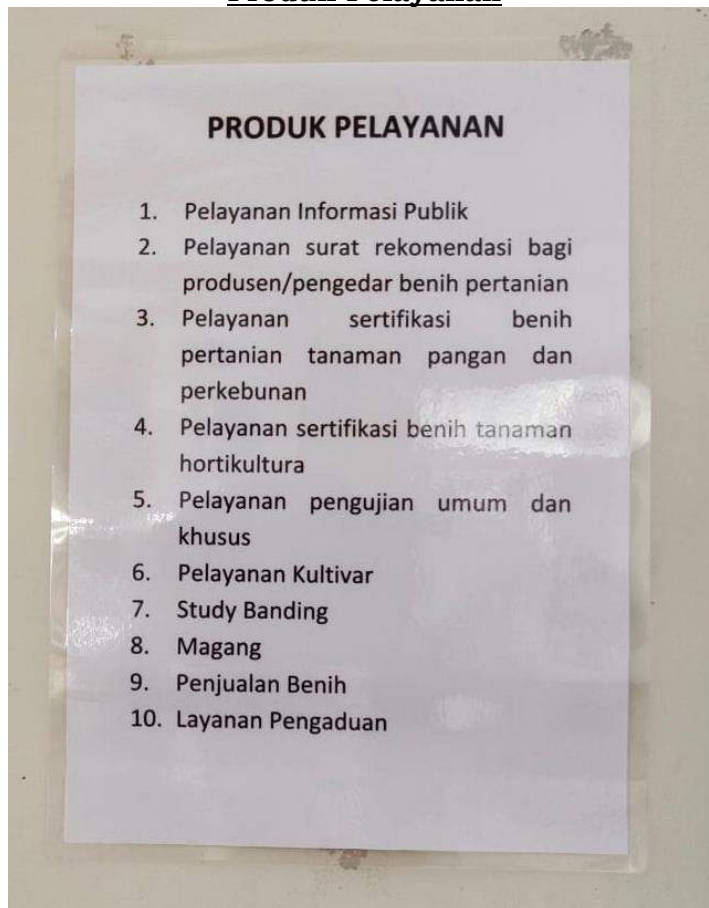 Produk Pelayanan
PRODUK PELAYANAN
1. Pelayanan Informasi Publik
2. Pelayanan surat rekomendasi bagi
produsen/pengedar benih pertanian
3. Pelayanan sertifikasi benih
pertanian tanaman pangan dan
perkebunan
4. Pelayanan sertifikasi benih tanaman
hortikultura
5. Pelayanan pengujian umum dan
khusus
6. Pelayanan Kultivar
7. Study Banding
8. Magang
9. Penjualan Benih
10. Layanan Pengaduan